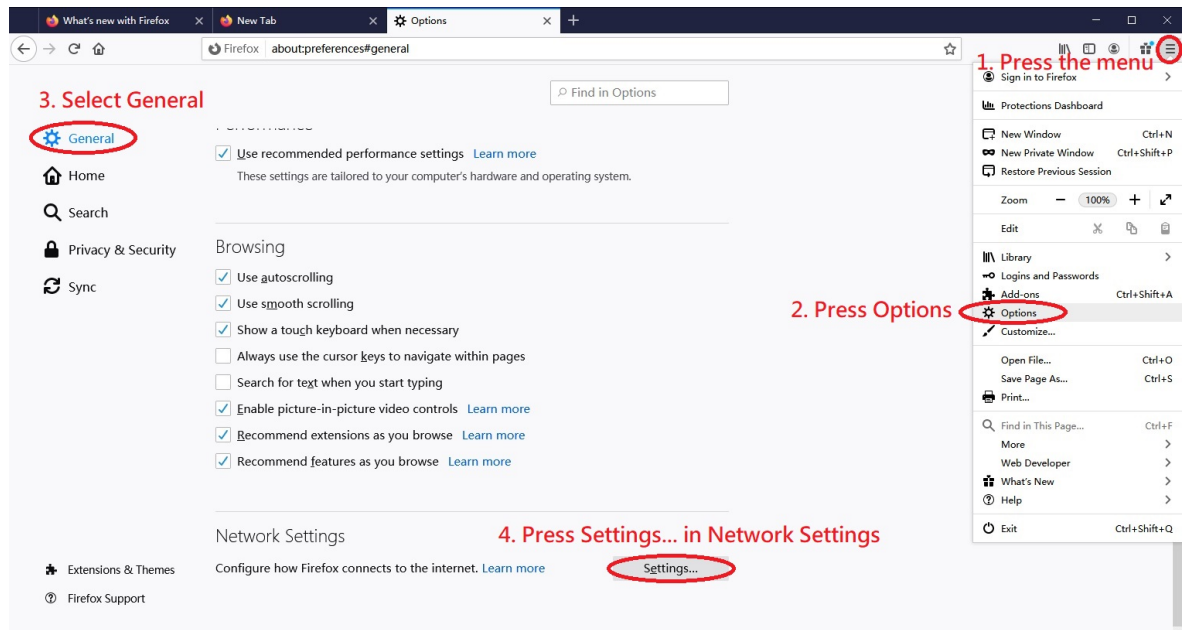 What's new with Firefox
New Tab
Options
Firefox about:preferences#general
1. Press the menu
3. Select General
Find in Options
General
Home
Search
Privacy & Security
Sync
Extensions & Themes
Firefox Support
Performance
Use recommended performance settings Learn more
These settings are tailored to your computer's hardware and operating system.
Browsing
Use autoscrolling
Use smooth scrolling
Show a touch keyboard when necessary
Always use the cursor keys to navigate within pages
Search for text when you start typing
Enable picture-in-picture video controls Learn more
Recommend extensions as you browse Learn more
Recommend features as you browse Learn more
Network Settings
4. Press Settings... in Network Settings
Configure how Firefox connects to the internet. Learn more
Settings...
2. Press Options
Sign in to Firefox
Protections Dashboard
New Window Ctrl+N
New Private Window Ctrl+Shift+P
Restore Previous Session
Zoom 100%
Edit
Library
Logins and Passwords
Add-ons Ctrl+Shift+A
Options
Customize...
Open File... Ctrl+O
Save Page As... Ctrl+S
Print...
Find in This Page... Ctrl+F
More
Web Developer
What's New
Help
Exit Ctrl+Shift+Q